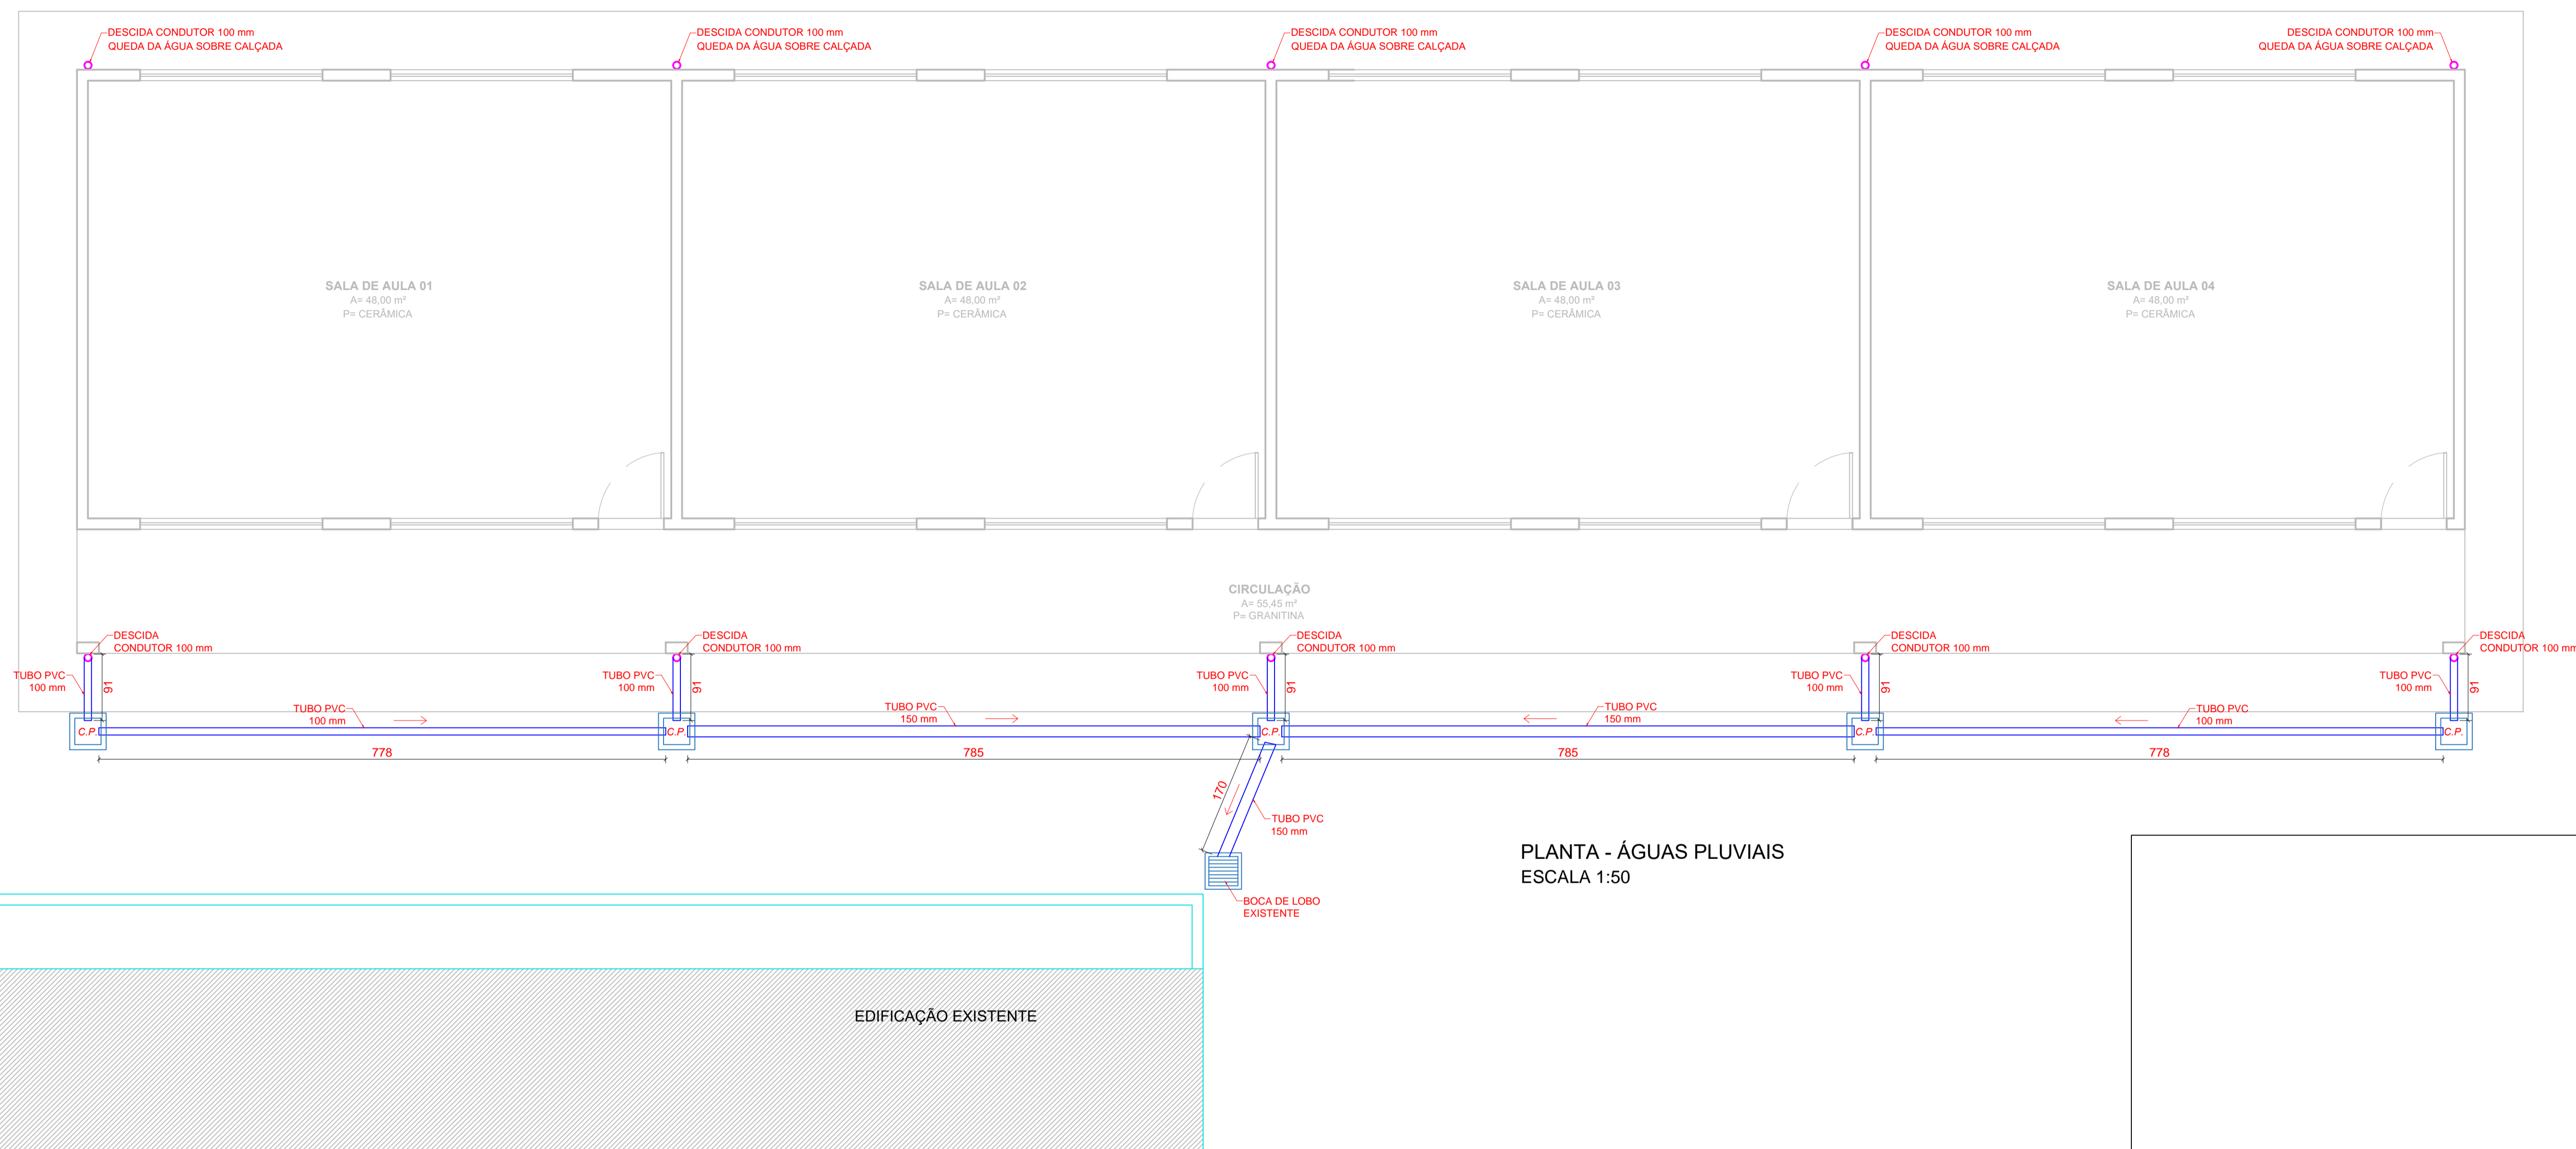 DESCIDA CONDUTOR 100 mm
QUEDA DA ÁGUA SOBRE CALÇADA
DESCIDA CONDUTOR 100 mm
QUEDA DA ÁGUA SOBRE CALÇADA
DESCIDA CONDUTOR 100 mm
QUEDA DA ÁGUA SOBRE CALÇADA
DESCIDA CONDUTOR 100 mm
QUEDA DA ÁGUA SOBRE CALÇADA
DESCIDA CONDUTOR 100 mm
QUEDA DA ÁGUA SOBRE CALÇADA
SALA DE AULA 01
A= 48,00 m²
P= CERÂMICA
SALA DE AULA 02
A= 48,00 m²
P= CERÂMICA
SALA DE AULA 03
A= 48,00 m²
P= CERÂMICA
SALA DE AULA 04
A= 48,00 m²
P= CERÂMICA
CIRCULAÇÃO
A= 55,45 m²
P= GRANITINA
DESCIDA
CONDUTOR 100 mm
DESCIDA
CONDUTOR 100 mm
DESCIDA
CONDUTOR 100 mm
DESCIDA
CONDUTOR 100 mm
DESCIDA
CONDUTOR 100 mm
TUBO PVC
100 mm
91
TUBO PVC
100 mm
91
TUBO PVC
100 mm
91
TUBO PVC
100 mm
91
TUBO PVC
100 mm
91
TUBO PVC
100 mm
TUBO PVC
150 mm
TUBO PVC
150 mm
TUBO PVC
100 mm
C.P.
C.P.
C.P.
C.P.
C.P.
778
785
785
778
170
TUBO PVC
150 mm
BOCA DE LOBO
EXISTENTE
PLANTA - ÁGUAS PLUVIAIS
ESCALA 1:50
EDIFICAÇÃO EXISTENTE